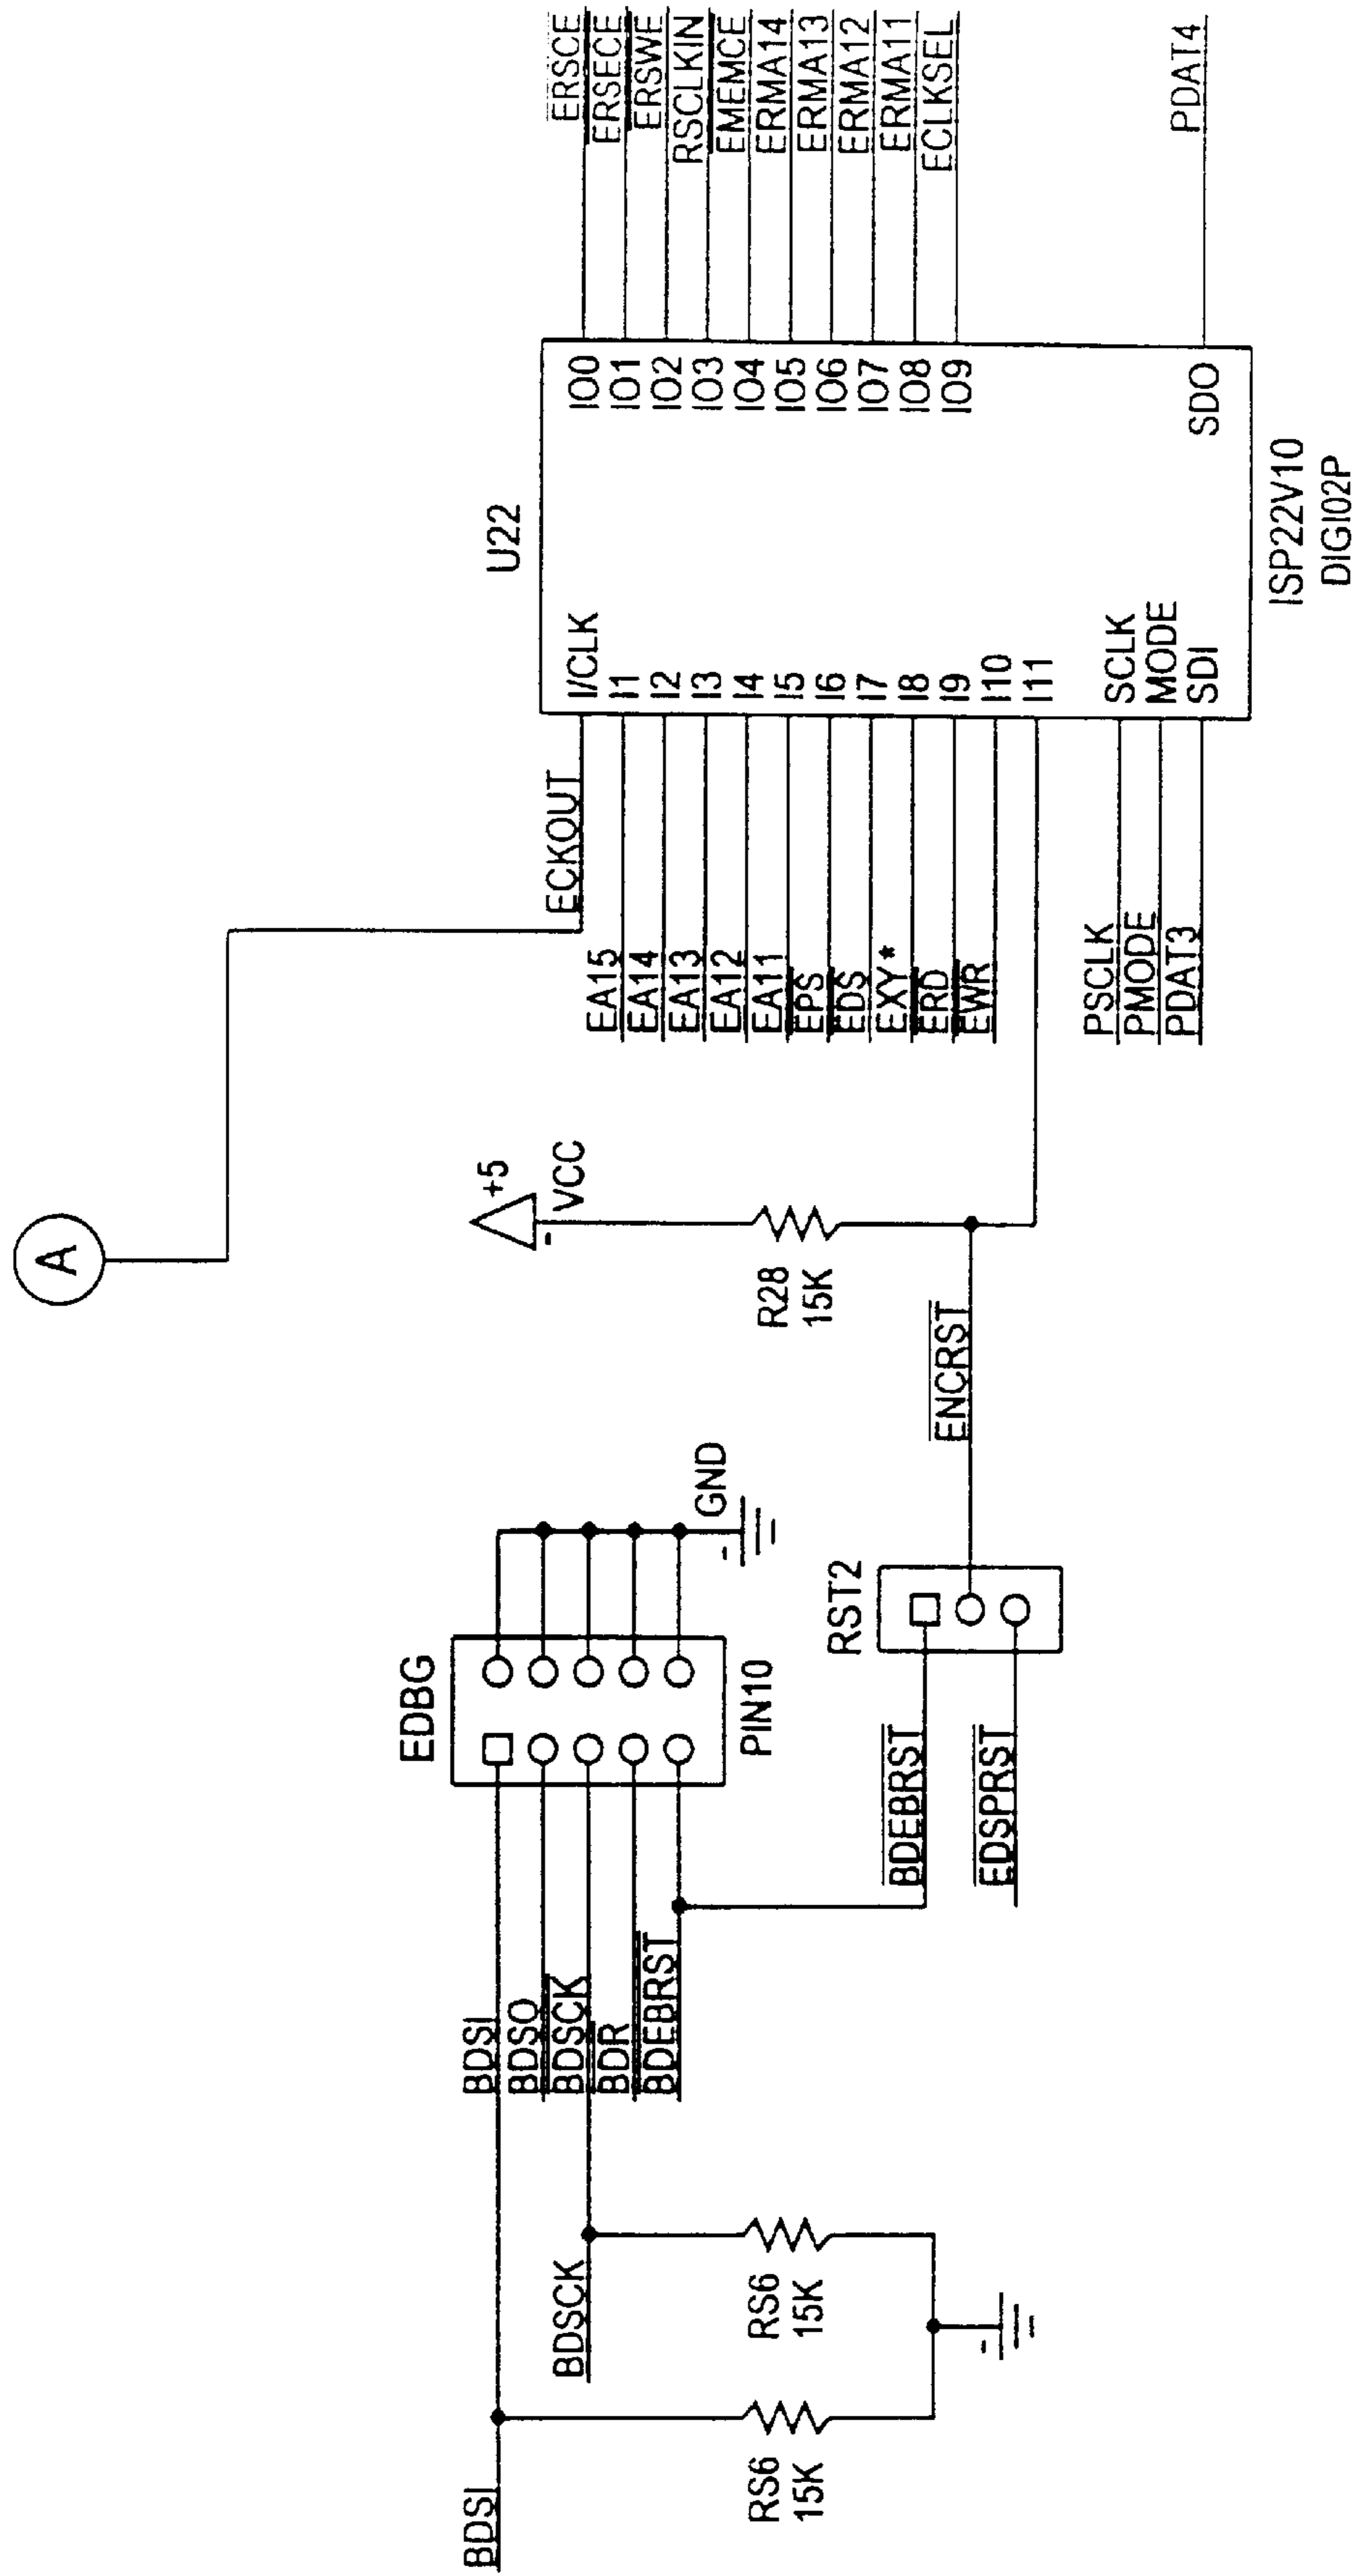 A
ECKOUT
U22
I/CLK
I1
I2
I3
I4
I5
I6
I7
I8
I9
I10
I11
SCLK
MODE
SDI
IO0
IO1
IO2
IO3
IO4
IO5
IO6
IO7
IO8
IO9
SDO
ISP22V10
DIGI02P
ERSCE
ERSECE
ERSWE
RSCLKIN
EMEMCE
ERMA14
ERMA13
ERMA12
ERMA11
ECLKSEL
PDAT4
EA15
EA14
EA13
EA12
EA11
EPS
EDS
EXY*
ERD
EWR
PSCLK
PMODE
PDAT3
+5
VCC
R28
15K
ENCRST
EDBG
PIN10
GND
RST2
BDEBRST
EDSPRST
BDSI
BDSO
BDSCK
BDR
BDEBRST
BDSI
BDSCK
RS6
15K
RS6
15K